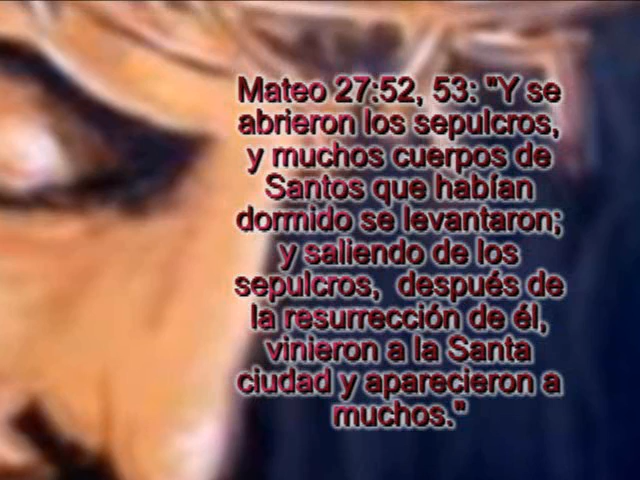 Mateo 27:52, 53: "Y se
abrieron los sepulcros,
y muchos cuerpos de
Santos que habían
dormido se levantaron;
y saliendo de los
sepulcros, después de
la resurrección de él,
vinieron a la Santa
ciudad y aparecieron a
muchos."